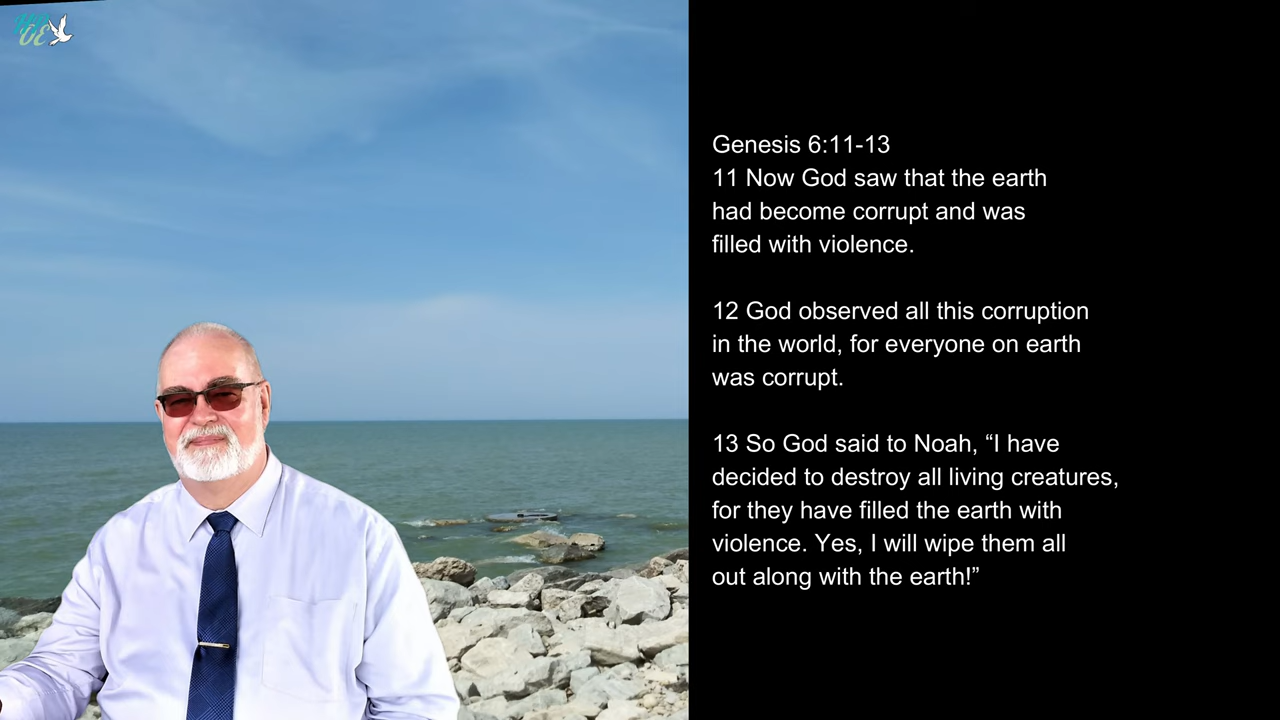 Genesis 6:11-13
11 Now God saw that the earth
had become corrupt and was
filled with violence.
12 God observed all this corruption
in the world, for everyone on earth
was corrupt.
13 So God said to Noah, “I have
decided to destroy all living creatures,
for they have filled the earth with
violence. Yes, I will wipe them all
out along with the earth!”